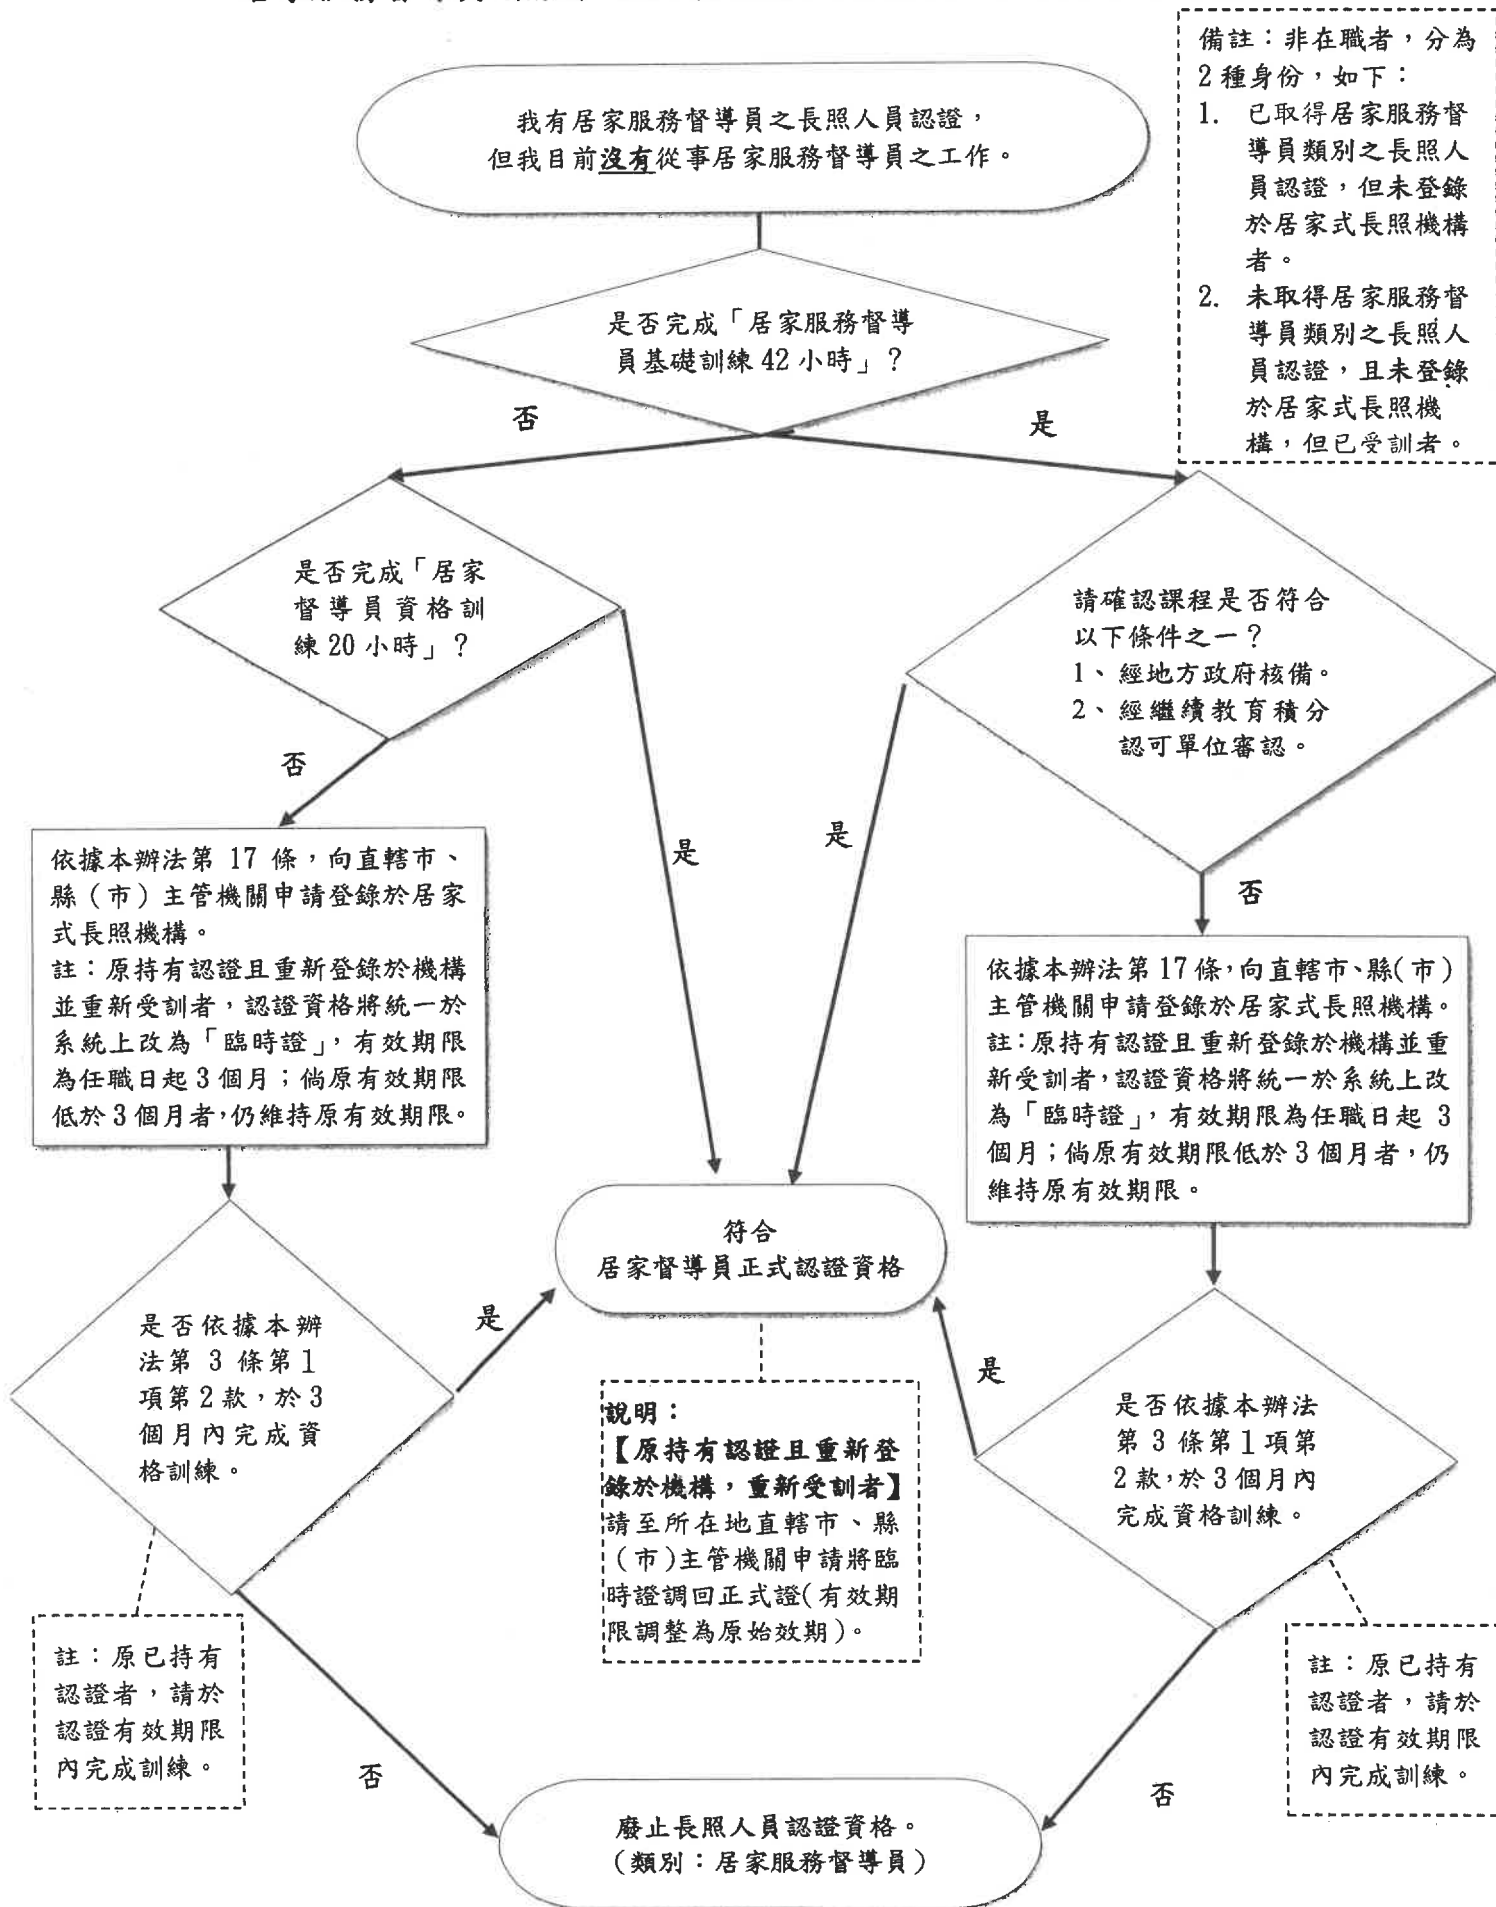 備註：非在職者，分為
2種身份，如下：
1. 已取得居家服務督
導員類別之長照人
員認證，但未登錄
於居家式長照機構
者。
2. 未取得居家服務督
導員類別之長照人
員認證，且未登錄
於居家式長照機
構，但已受訓者。
我有居家服務督導員之長照人員認證，
但我目前沒有從事居家服務督導員之工作。
是否完成「居家服務督導
員基礎訓練 42 小時」？
否
是
是否完成「居家
督導員資格訓
練 20 小時」？
請確認課程是否符合
以下條件之一？
1、經地方政府核備。
2、經繼續教育積分
認可單位審認。
否
是
是
否
依據本辦法第 17 條，向直轄市、
縣（市）主管機關申請登錄於居家
式長照機構。
註：原持有認證且重新登錄於機構
並重新受訓者，認證資格將統一於
系統上改為「臨時證」，有效期限
為任職日起 3 個月；倘原有效期限
低於 3 個月者，仍維持原有效期限。
依據本辦法第 17 條，向直轄市、縣（市）
主管機關申請登錄於居家式長照機構。
註：原持有認證且重新登錄於機構並重
新受訓者，認證資格將統一於系統上改
為「臨時證」，有效期限為任職日起 3
個月；倘原有效期限低於 3 個月者，仍
維持原有效期限。
符合
居家督導員正式認證資格
是否依據本辦
法第 3 條第 1
項第 2 款，於 3
個月內完成資
格訓練。
是
是
是否依據本辦法
第 3 條第 1 項第
2 款，於 3 個月內
完成資格訓練。
說明：
【原持有認證且重新登
錄於機構，重新受訓者】
請至所在地直轄市、縣
（市）主管機關申請將臨
時證調回正式證（有效期
限調整為原始效期）。
註：原已持有
認證者，請於
認證有效期限
內完成訓練。
註：原已持有
認證者，請於
認證有效期限
內完成訓練。
否
否
廢止長照人員認證資格。
（類別：居家服務督導員）